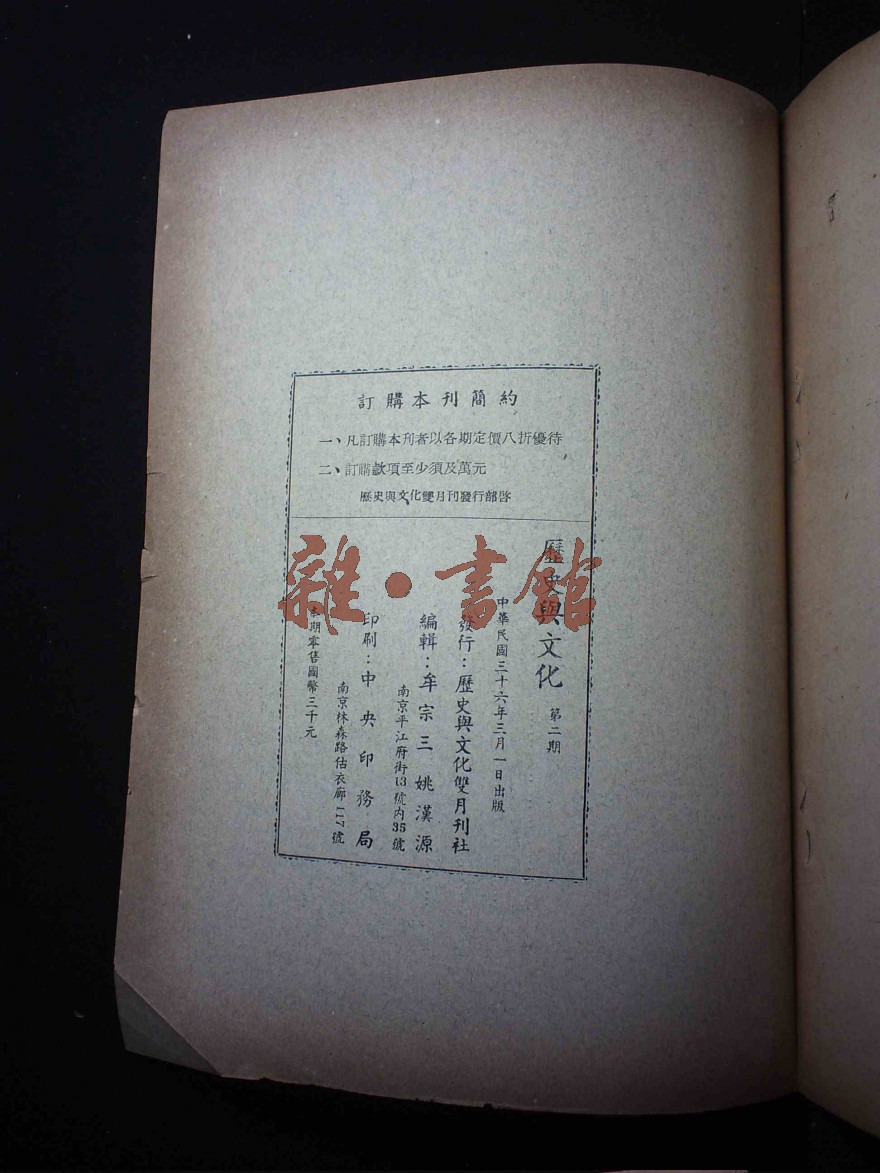 訂購本刊簡約
一、凡訂購本刊者以各期定價八折優待
二、訂購款項至少須及萬元
歷史與文化雙月刊發行部啓
歷史與文化 第二期
中華民國三十六年三月一日出版
發行：歷史與文化雙月刊社
編輯：牟宗三 姚漢源
南京平江府街13號內35號
印刷：中央印務局
南京林森路估衣廊117號
本期零售國幣三千元
雜·書館